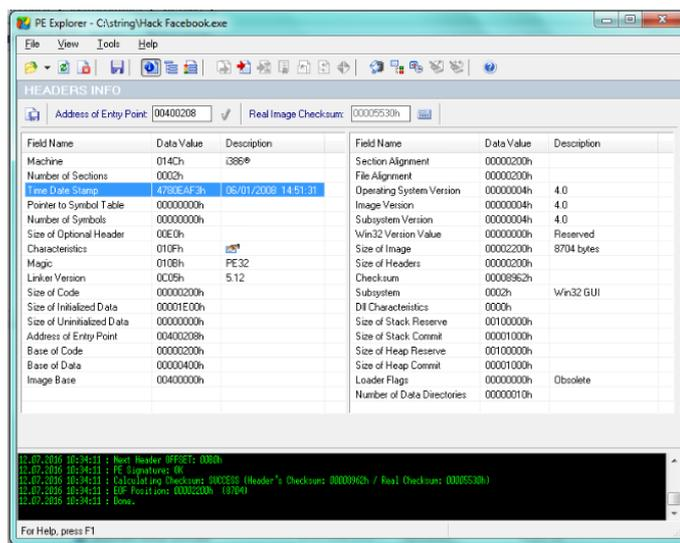 PE Explorer - C:\string\Hack Facebook.exe
File View Tools Help
HEADERS INFO
Address of Entry Point: 00400208 Real Image Checksum: 00005530h
Field Name Data Value Description
Machine 014Ch i386®
Number of Sections 0002h
Time Date Stamp 4780EAF3h 06/01/2008 14:51:31
Pointer to Symbol Table 00000000h
Number of Symbols 00000000h
Size of Optional Header 00E0h
Characteristics 010Fh
Magic 010Bh PE32
Linker Version 0C05h 5.12
Size of Code 00000200h
Size of Initialized Data 00001E00h
Size of Uninitialized Data 00000000h
Address of Entry Point 00400208h
Base of Code 00000200h
Base of Data 00000400h
Image Base 00400000h
Field Name Data Value Description
Section Alignment 00000200h
File Alignment 00000200h
Operating System Version 00000004h 4.0
Image Version 00000004h 4.0
Subsystem Version 00000004h 4.0
Win32 Version Value 00000000h Reserved
Size of Image 00002200h 8704 bytes
Size of Headers 00000200h
Checksum 00008962h
Subsystem 0002h Win32 GUI
Dll Characteristics 0000h
Size of Stack Reserve 00100000h
Size of Stack Commit 00001000h
Size of Heap Reserve 00100000h
Size of Heap Commit 00001000h
Loader Flags 00000000h Obsolete
Number of Data Directories 00000010h
12.07.2016 10:34:11 : Next Header OFFSET: 00B0h
12.07.2016 10:34:11 : PE Signature: OK
12.07.2016 10:34:11 : Calculating Checksum: SUCCESS (Header's Checksum: 00008962h / Real Checksum: 00005530h)
12.07.2016 10:34:11 : EOF Position: 00002200h (8704)
12.07.2016 10:34:11 : Done.
For Help, press F1